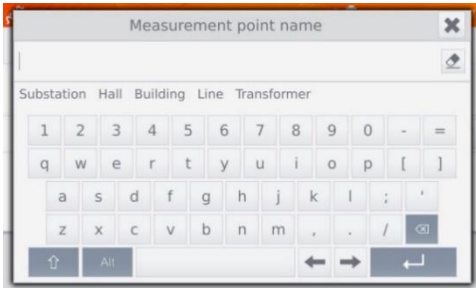 Measurement point name
Substation Hall Building Line Transformer
1 2 3 4 5 6 7 8 9 0 - =
q w e r t y u i o p [ ]
a s d f g h j k l ; '
z x c v b n m , . /
Alt